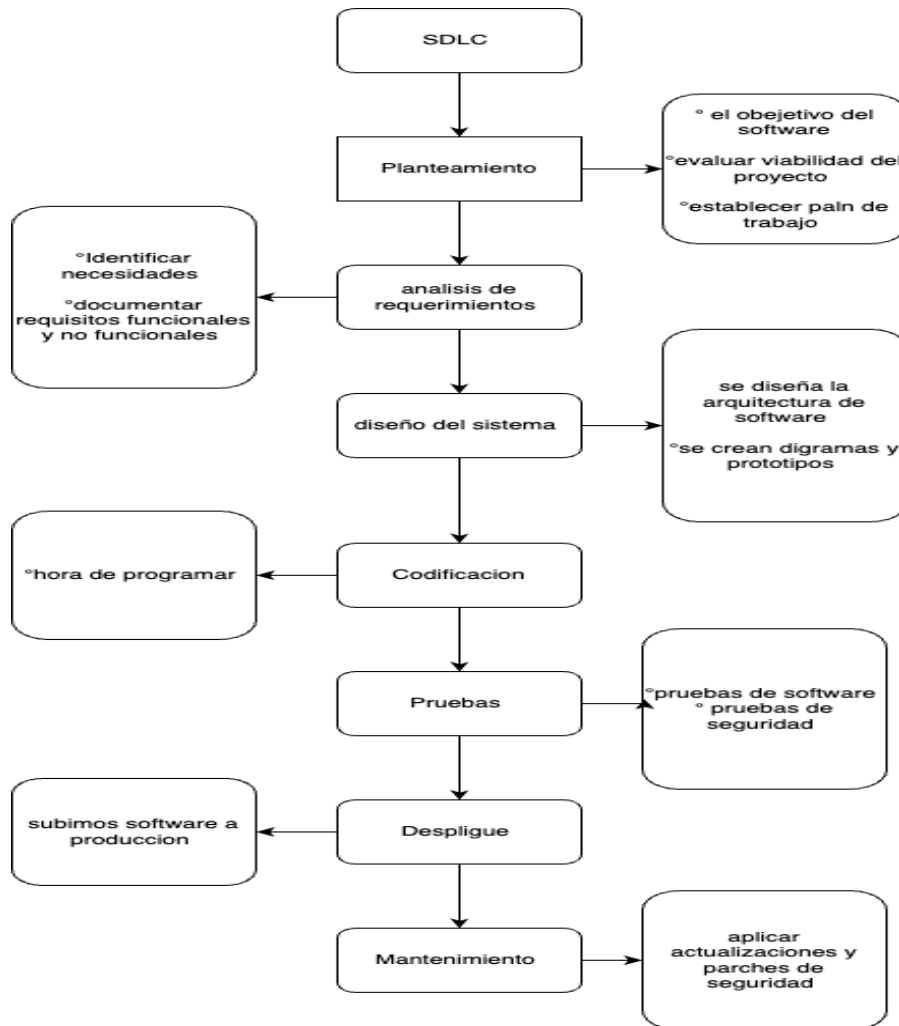 SDLC
Planteamiento
° el obejetivo del
software
°evaluar viabilidad del
proyecto
°establecer paln de
trabajo
analisis de
requerimientos
°Identificar
necesidades
°documentar
requisitos funcionales
y no funcionales
diseño del sistema
se diseña la
arquitectura de
software
°se crean digramas y
prototipos
Codificacion
°hora de programar
Pruebas
°pruebas de software
° pruebas de
seguridad
Despligue
subimos software a
produccion
Mantenimiento
aplicar
actualizaciones y
parches de
seguridad